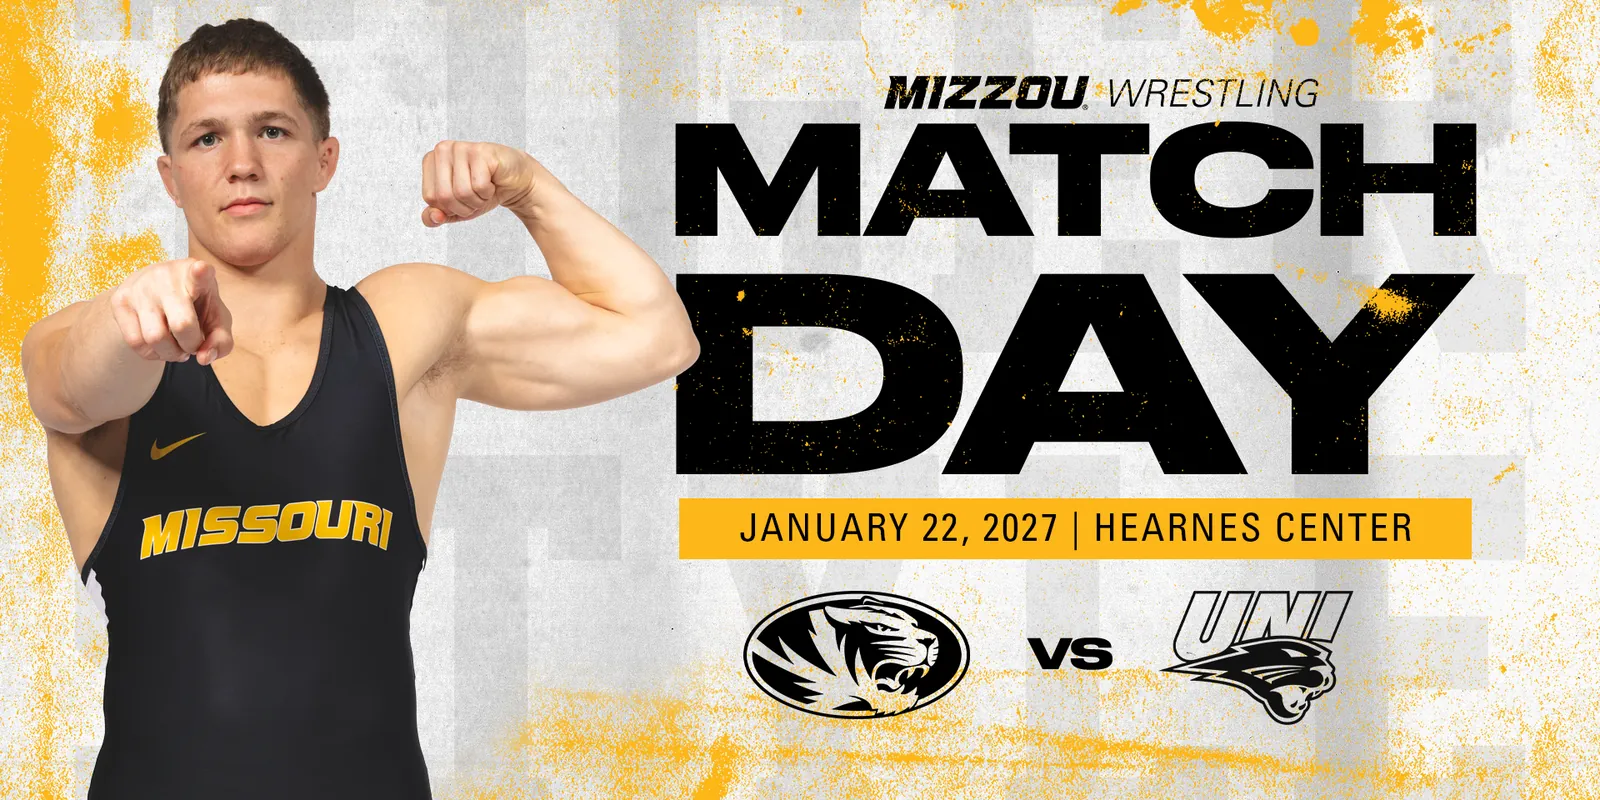 MIZZOU WRESTLING
MATCH
DAY
JANUARY 22, 2027 | HEARNES CENTER
MISSOURI
UNI
VS